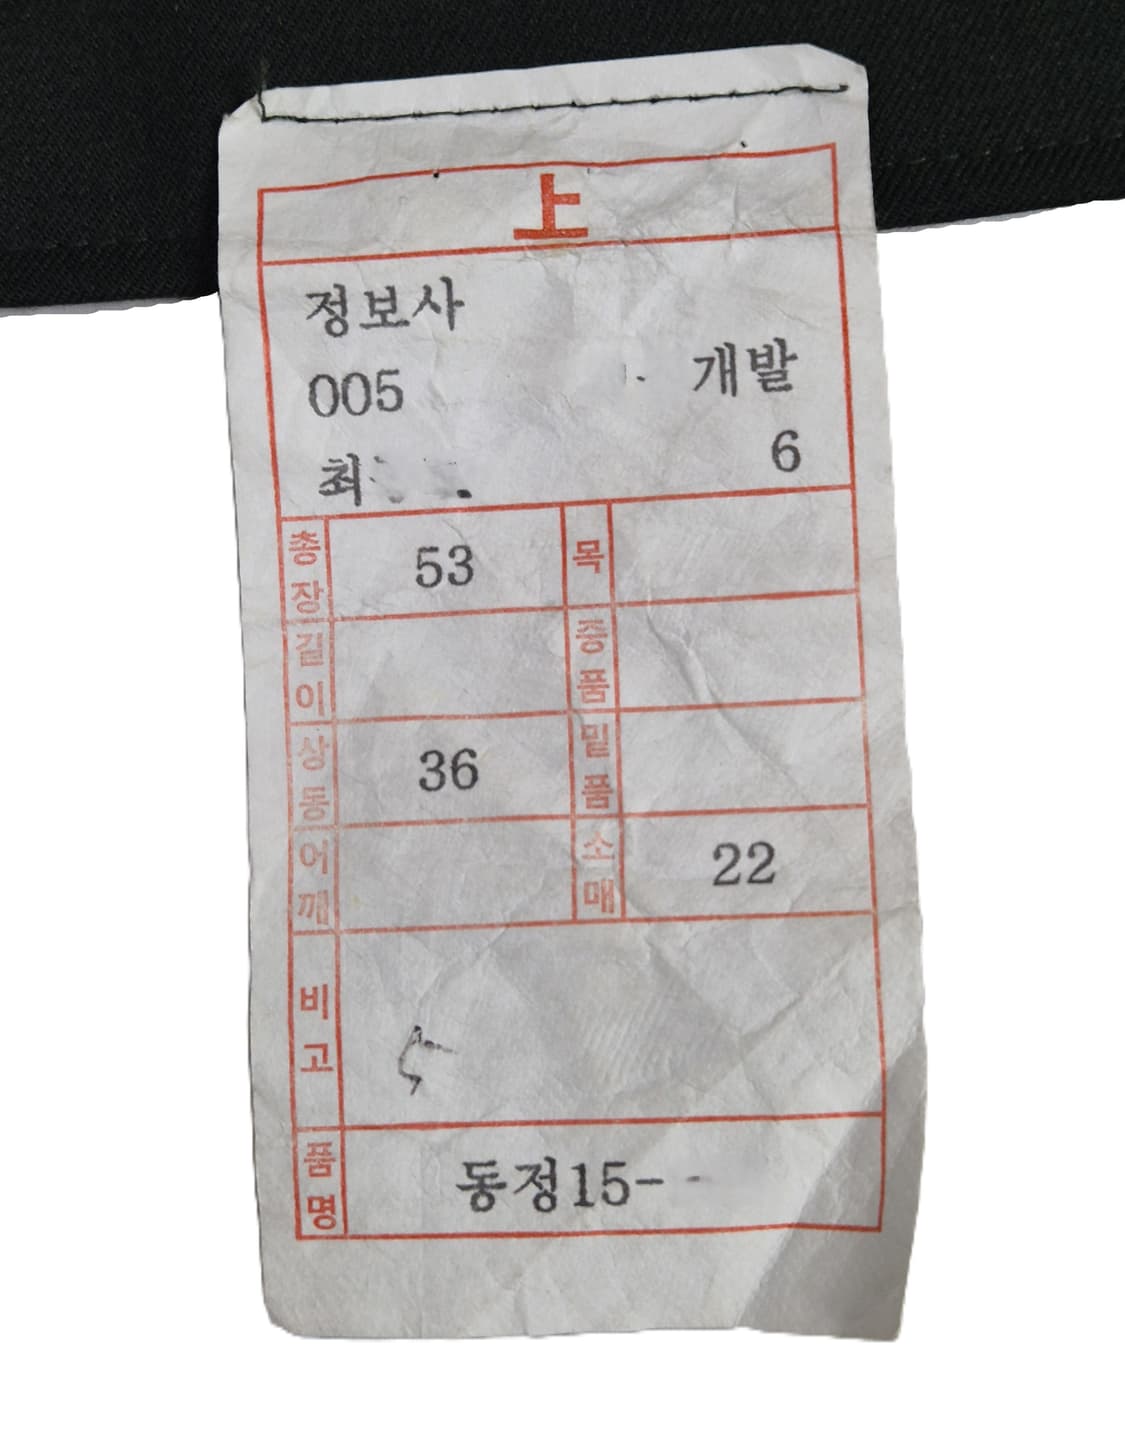 上
정보사
005 개발
최 6
총장 53 목
길이 중품
상동 36 밑품
어깨 소매 22
비고 5
품명 동정15-